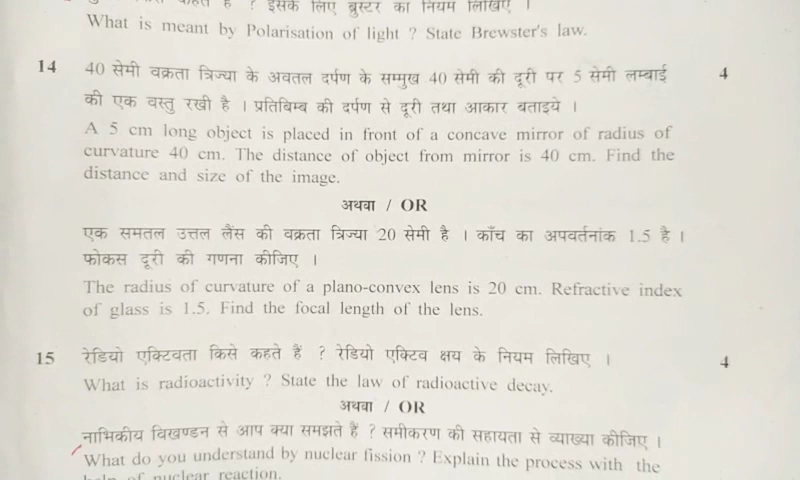 ? इसके लिए ब्रुस्टर का नियम लिखिए ।
What is meant by Polarisation of light ? State Brewster's law.
14 40 सेमी वक्रता त्रिज्या के अवतल दर्पण के सम्मुख 40 सेमी की दूरी पर 5 सेमी लम्बाई 4
की एक वस्तु रखी है । प्रतिबिम्ब की दर्पण से दूरी तथा आकार बताइये ।
A 5 cm long object is placed in front of a concave mirror of radius of
curvature 40 cm. The distance of object from mirror is 40 cm. Find the
distance and size of the image.
अथवा / OR
एक समतल उत्तल लैंस की वक्रता त्रिज्या 20 सेमी है । काँच का अपवर्तनांक 1.5 है ।
फोकस दूरी की गणना कीजिए ।
The radius of curvature of a plano-convex lens is 20 cm. Refractive index
of glass is 1.5. Find the focal length of the lens.
15 रेडियो एक्टिवता किसे कहते हैं ? रेडियो एक्टिव क्षय के नियम लिखिए । 4
What is radioactivity ? State the law of radioactive decay.
अथवा / OR
नाभिकीय विखण्डन से आप क्या समझते हैं ? समीकरण की सहायता से व्याख्या कीजिए ।
What do you understand by nuclear fission ? Explain the process with the
help of nuclear reaction.